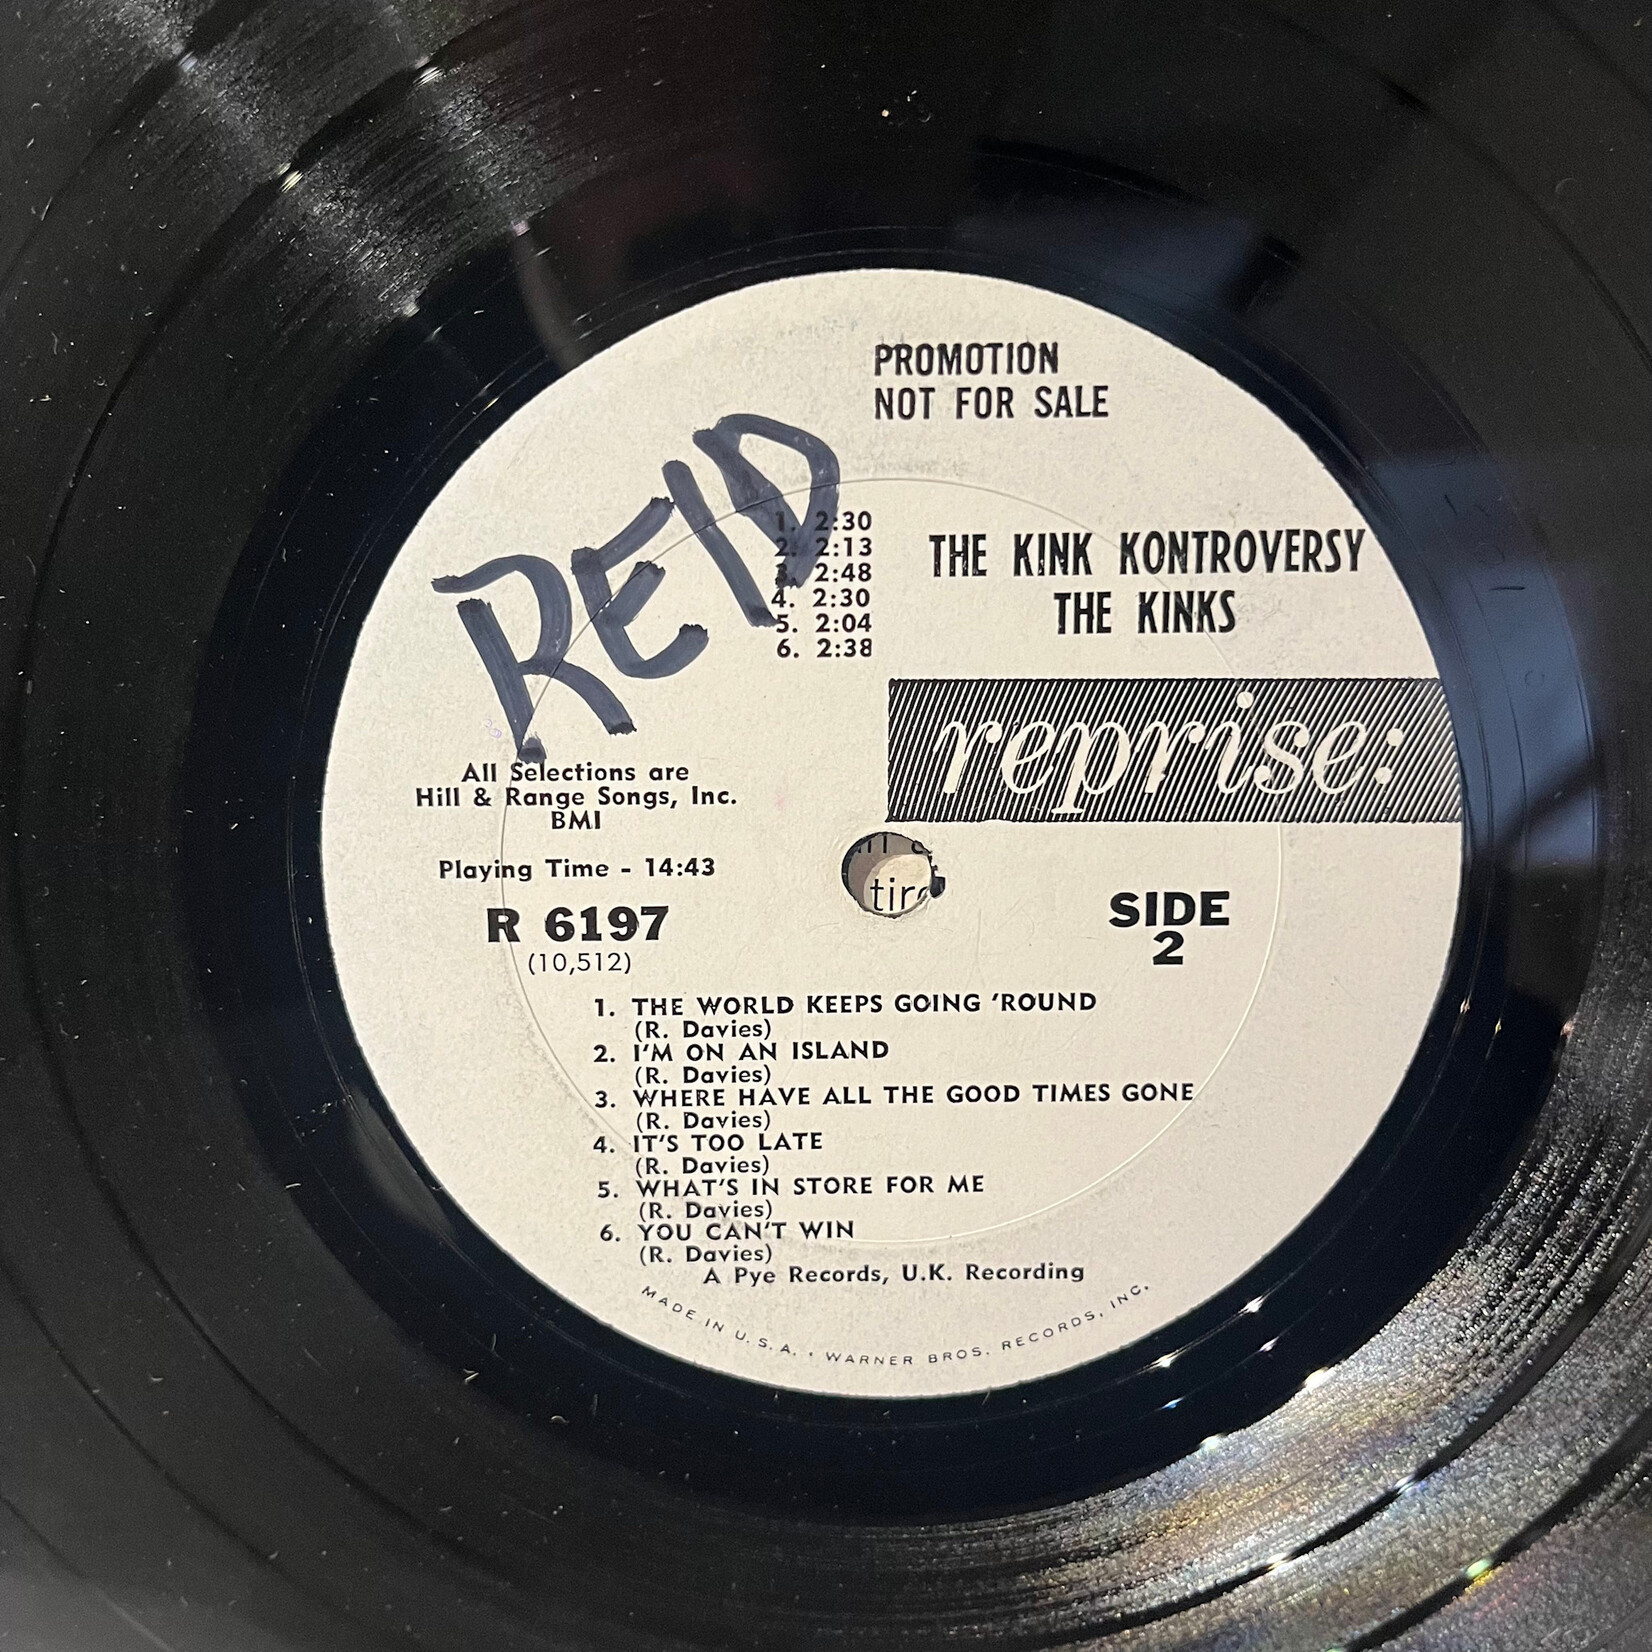 PROMOTION
NOT FOR SALE
REID
1. 2:30
2. 2:13
3. 2:48
4. 2:30
5. 2:04
6. 2:38
THE KINK KONTROVERSY
THE KINKS
reprise:
All Selections are
Hill & Range Songs, Inc.
BMI
Playing Time - 14:43
R 6197
(10,512)
SIDE
2
1. THE WORLD KEEPS GOING 'ROUND
(R. Davies)
2. I'M ON AN ISLAND
(R. Davies)
3. WHERE HAVE ALL THE GOOD TIMES GONE
(R. Davies)
4. IT'S TOO LATE
(R. Davies)
5. WHAT'S IN STORE FOR ME
(R. Davies)
6. YOU CAN'T WIN
(R. Davies)
A Pye Records, U.K. Recording
MADE IN U.S.A. • WARNER BROS. RECORDS, INC.